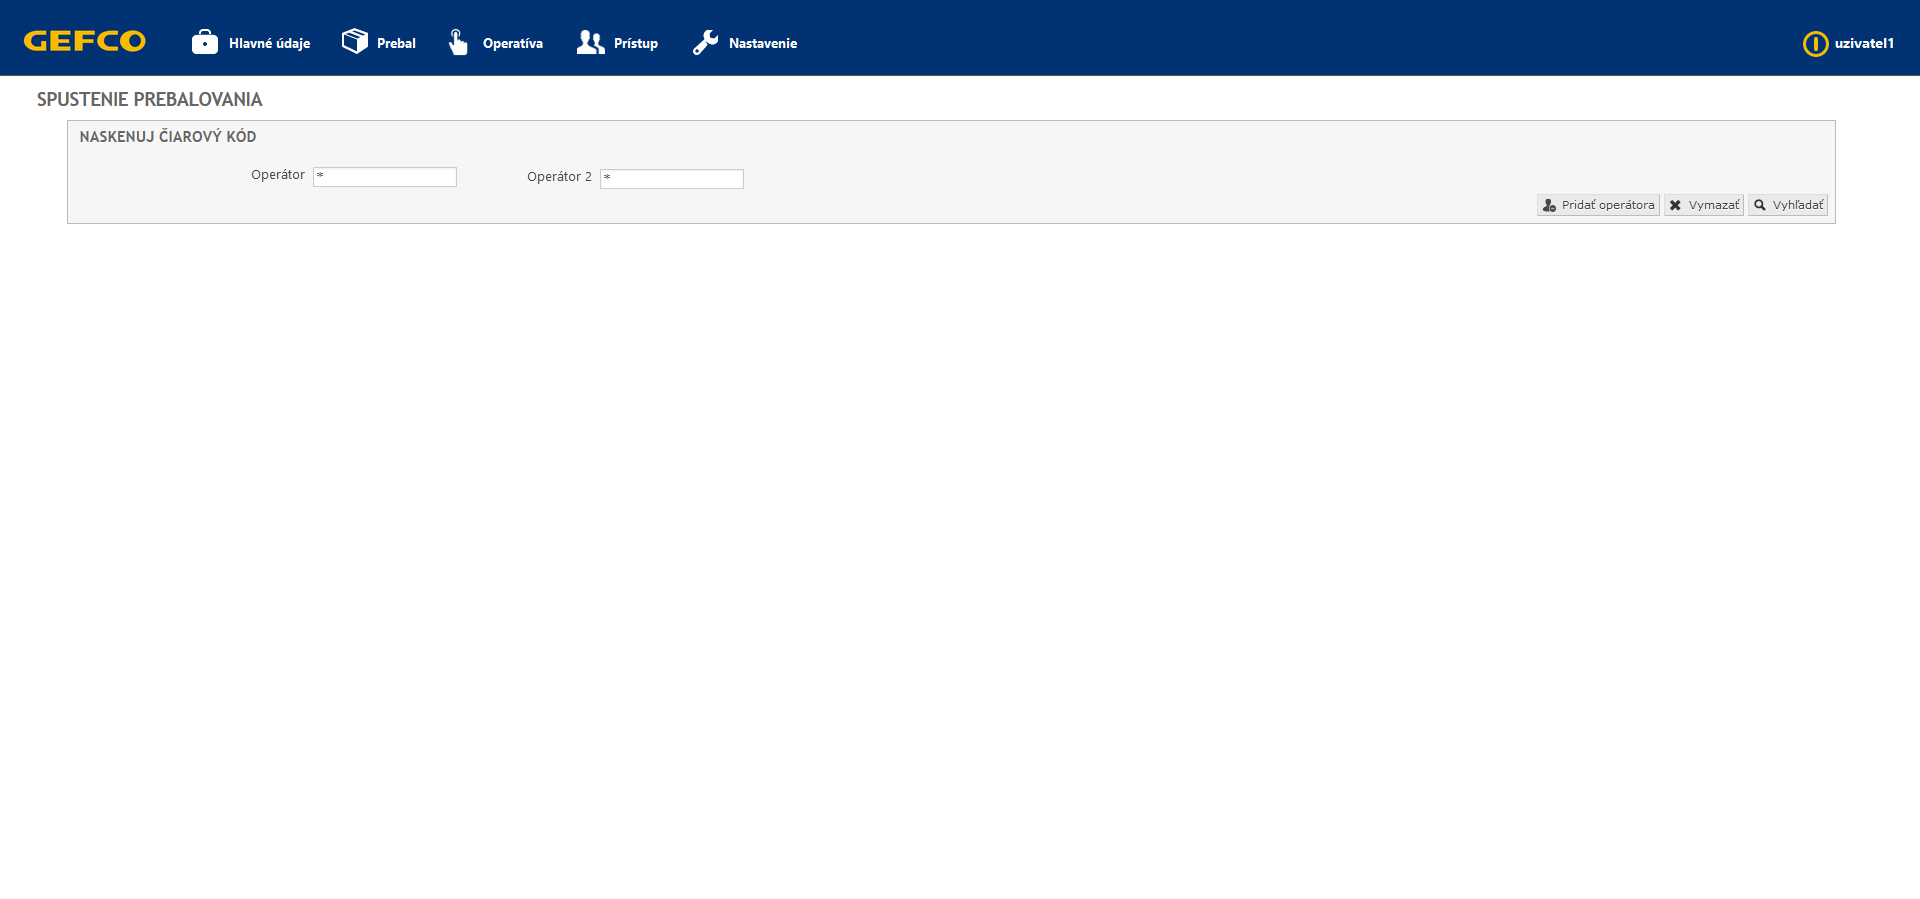 GEFCO Hlavné údaje Prebal Operatíva Prístup Nastavenie uzivatel1
SPUSTENIE PREBALOVANIA
NASKENUJ ČIAROVÝ KÓD
Operátor * Operátor 2 *
Pridať operátora Vymazať Vyhľadať